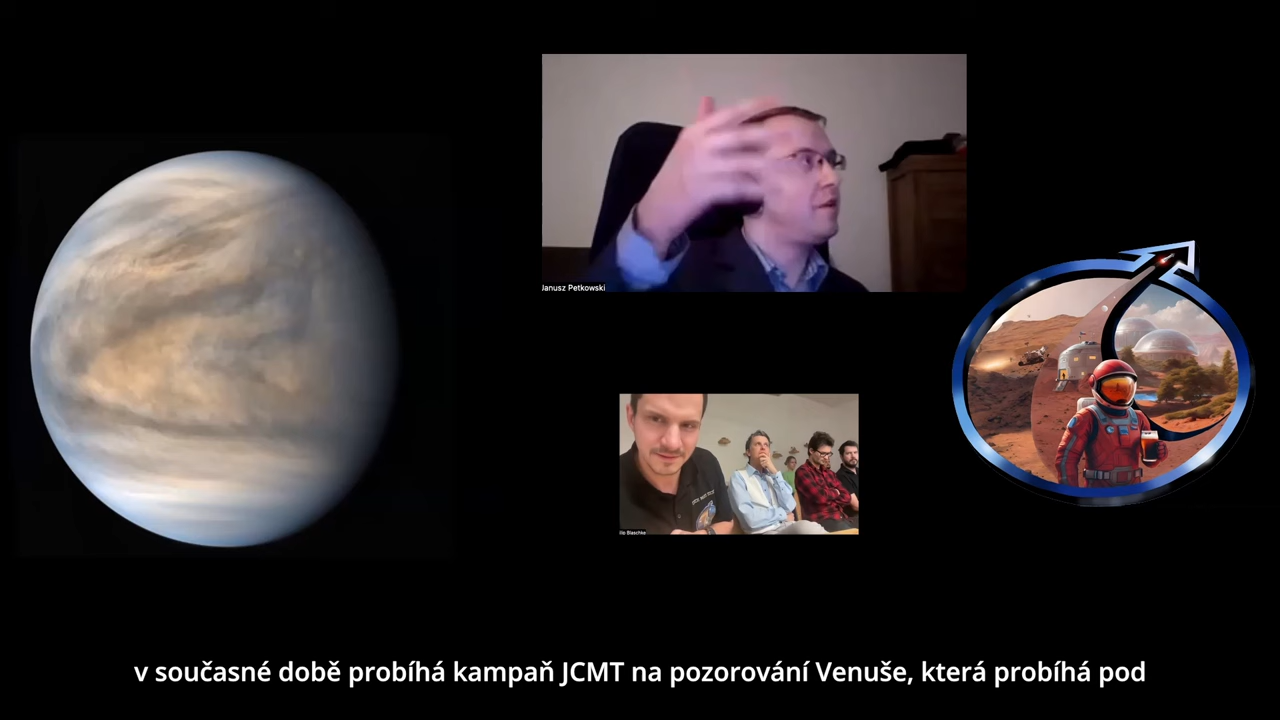 Janusz Petkowski
v současné době probíhá kampaň JCMT na pozorování Venuše, která probíhá pod